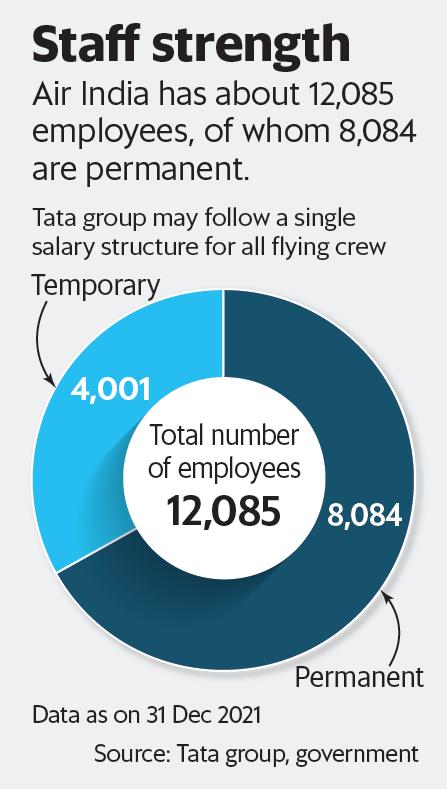 Staff strength
Air India has about 12,085
employees, of whom 8,084
are permanent.
Tata group may follow a single
salary structure for all flying crew
Temporary
4,001
Total number
of employees
12,085
8,084
Permanent
Data as on 31 Dec 2021
Source: Tata group, government